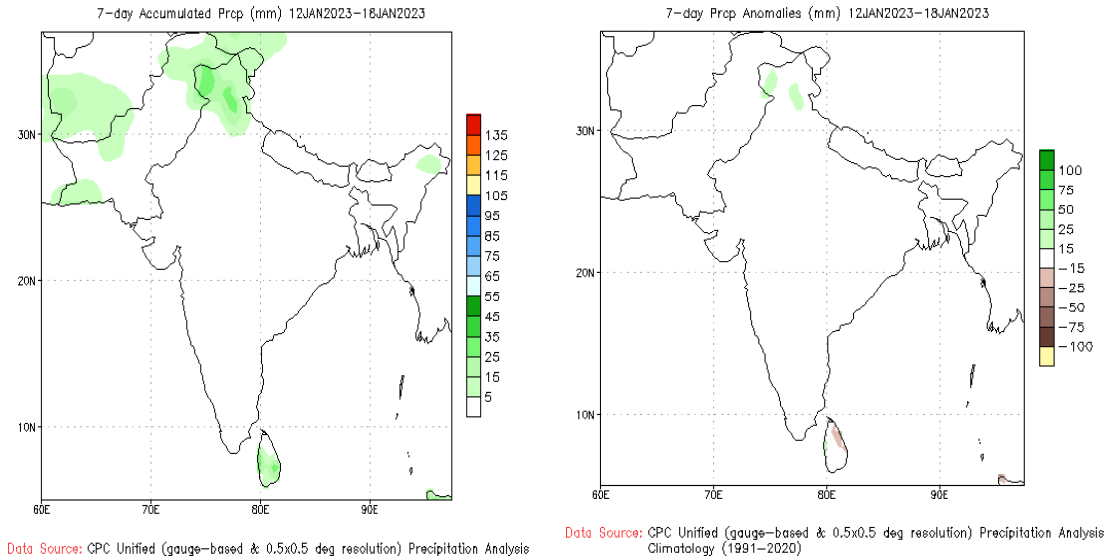 7-day Accumulated Prcp (mm) 12JAN2023-18JAN2023
30N
20N
10N
60E
70E
80E
90E
135
125
115
105
95
85
75
65
55
45
35
25
15
5
Data Source: CPC Unified (gauge-based & 0.5x0.5 deg resolution) Precipitation Analysis
7-day Prcp Anomalies (mm) 12JAN2023-18JAN2023
30N
20N
10N
60E
70E
80E
90E
100
75
50
25
15
-15
-25
-50
-75
-100
Data Source: CPC Unified (gauge-based & 0.5x0.5 deg resolution) Precipitation Analysis
Climatology (1991-2020)